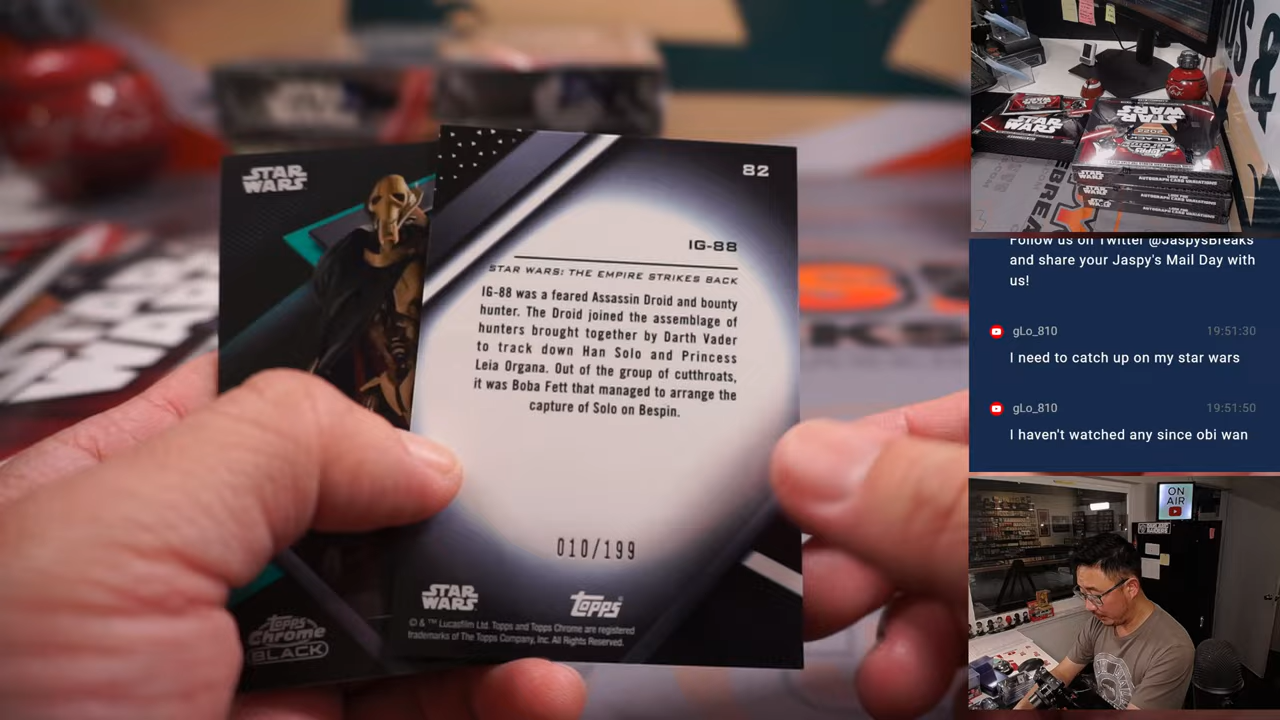 STAR
WARS
82
IG-88
STAR WARS: THE EMPIRE STRIKES BACK
IG-88 was a feared Assassin Droid and bounty
hunter. The Droid joined the assemblage of
hunters brought together by Darth Vader
to track down Han Solo and Princess
Leia Organa. Out of the group of cutthroats,
it was Boba Fett that managed to arrange the
capture of Solo on Bespin.
010/199
STAR
WARS
Topps
© & ™ Lucasfilm Ltd. Topps and Topps Chrome are registered
trademarks of The Topps Company, Inc. All Rights Reserved.
Topps
Chrome
BLACK
STAR
WARS
Follow us on Twitter @JaspysBreaks
and share your Jaspy's Mail Day with
us!
gLo_810 19:51:30
I need to catch up on my star wars
gLo_810 19:51:50
I haven't watched any since obi wan
ON
AIR